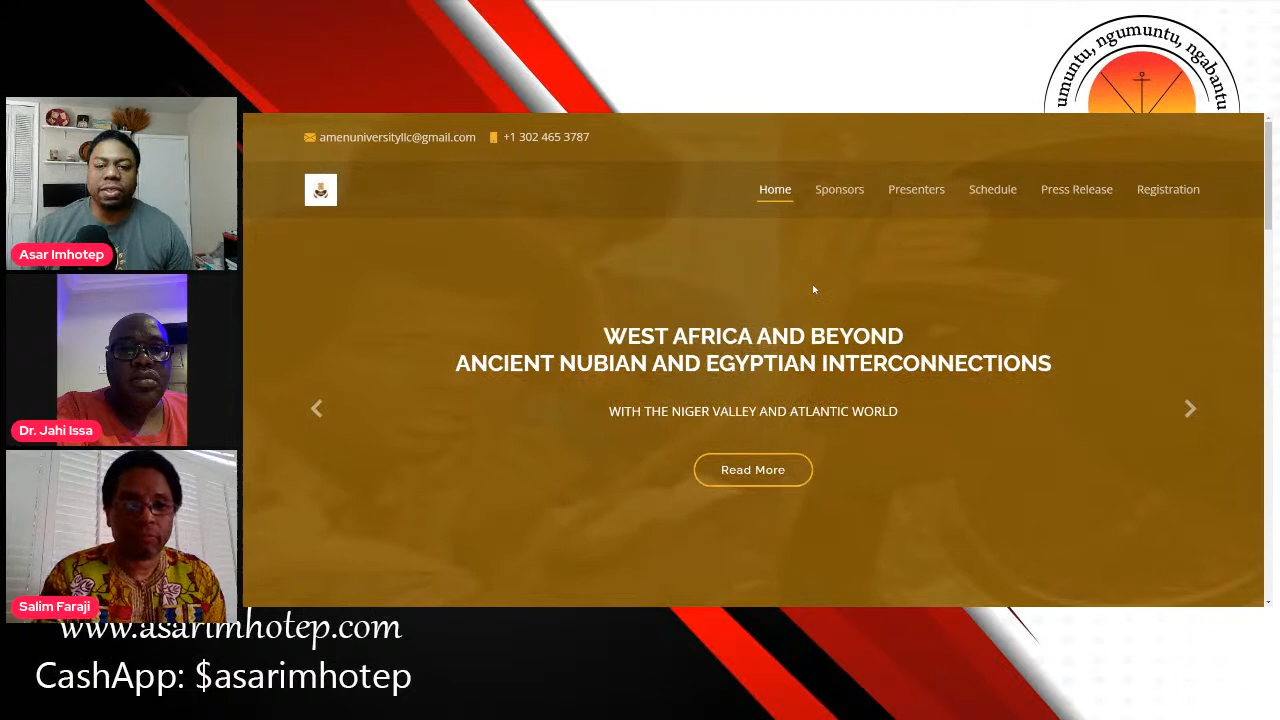 umuntu, ngumuntu, ngabantu
amenuniversityllc@gmail.com
+1 302 465 3787
Home
Sponsors
Presenters
Schedule
Press Release
Registration
WEST AFRICA AND BEYOND
ANCIENT NUBIAN AND EGYPTIAN INTERCONNECTIONS
WITH THE NIGER VALLEY AND ATLANTIC WORLD
Read More
Asar Imhotep
Dr. Jahi Issa
Salim Faraji
www.asarimhotep.com
CashApp: $asarimhotep